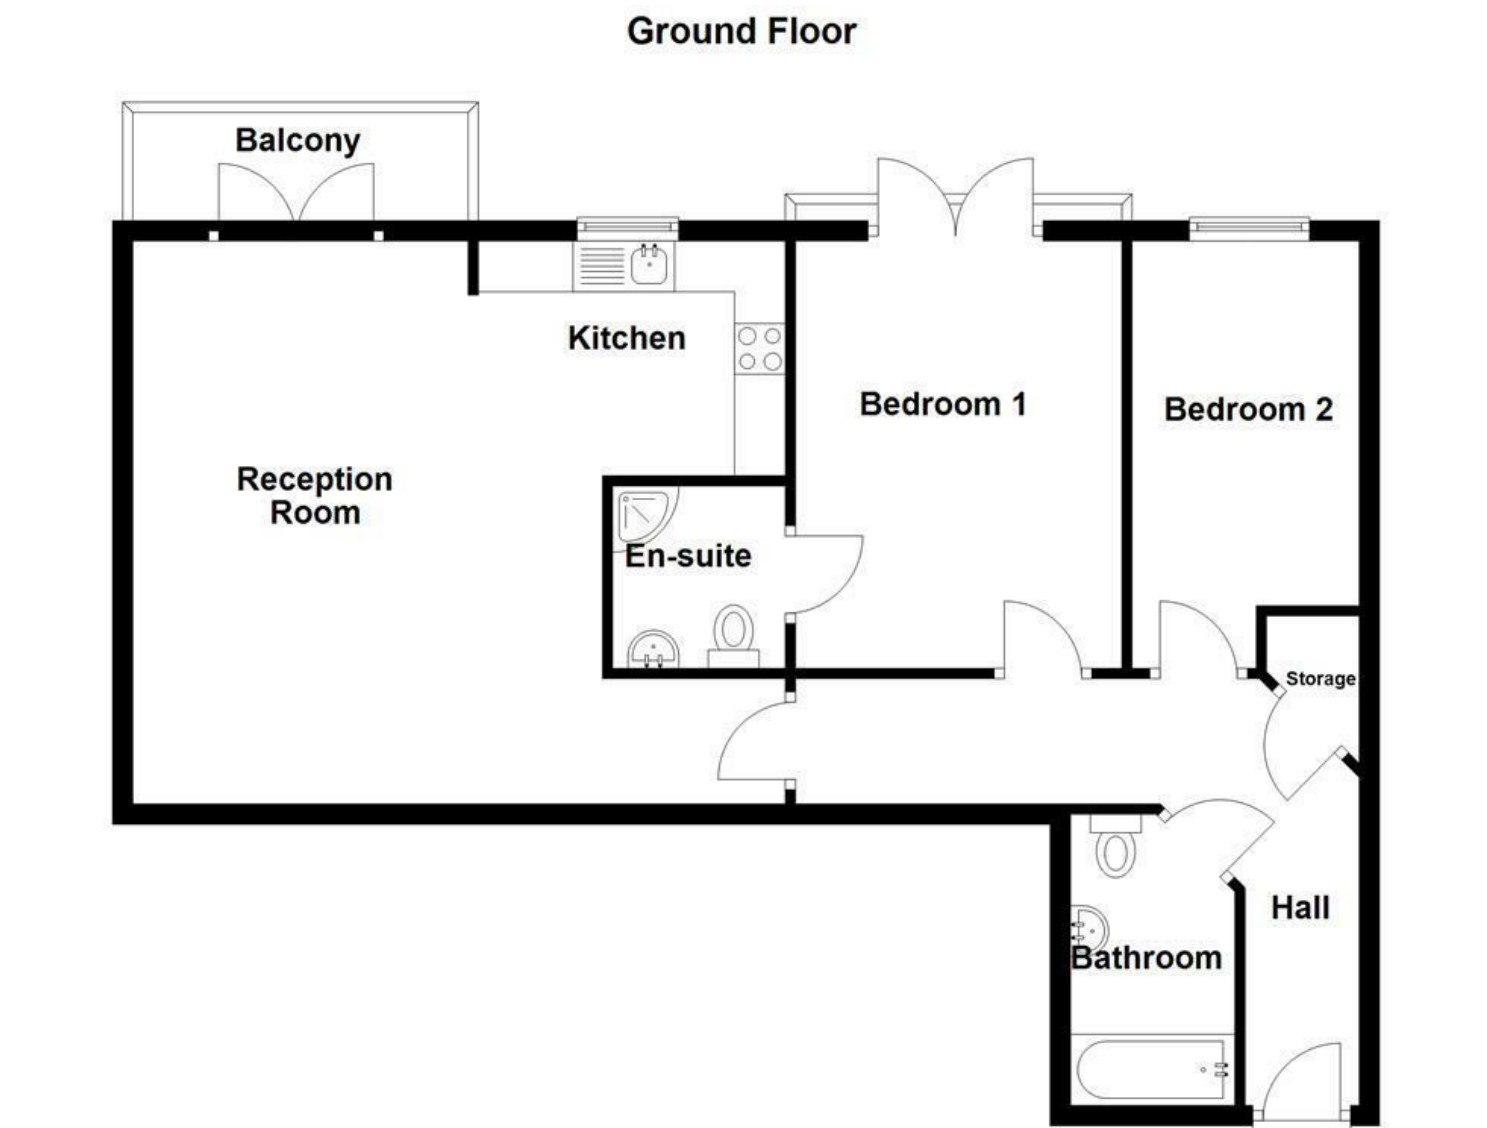 Ground Floor
Balcony
Kitchen
Bedroom 1
Bedroom 2
Reception
Room
En-suite
Storage
Hall
Bathroom